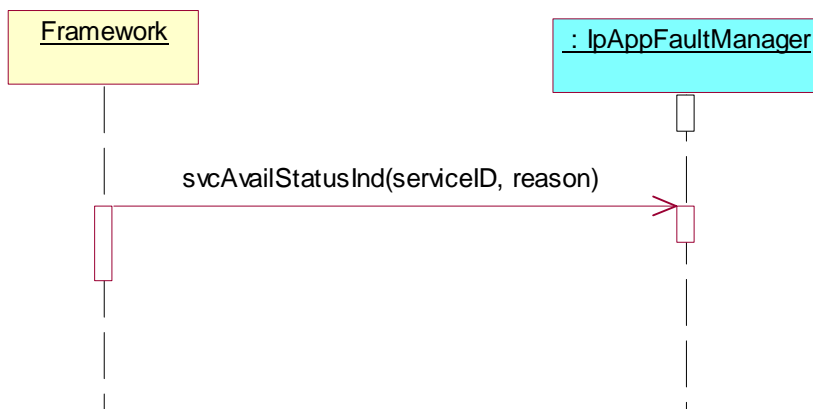 Framework
: IpAppFaultManager
svcAvailStatusInd(serviceID, reason)